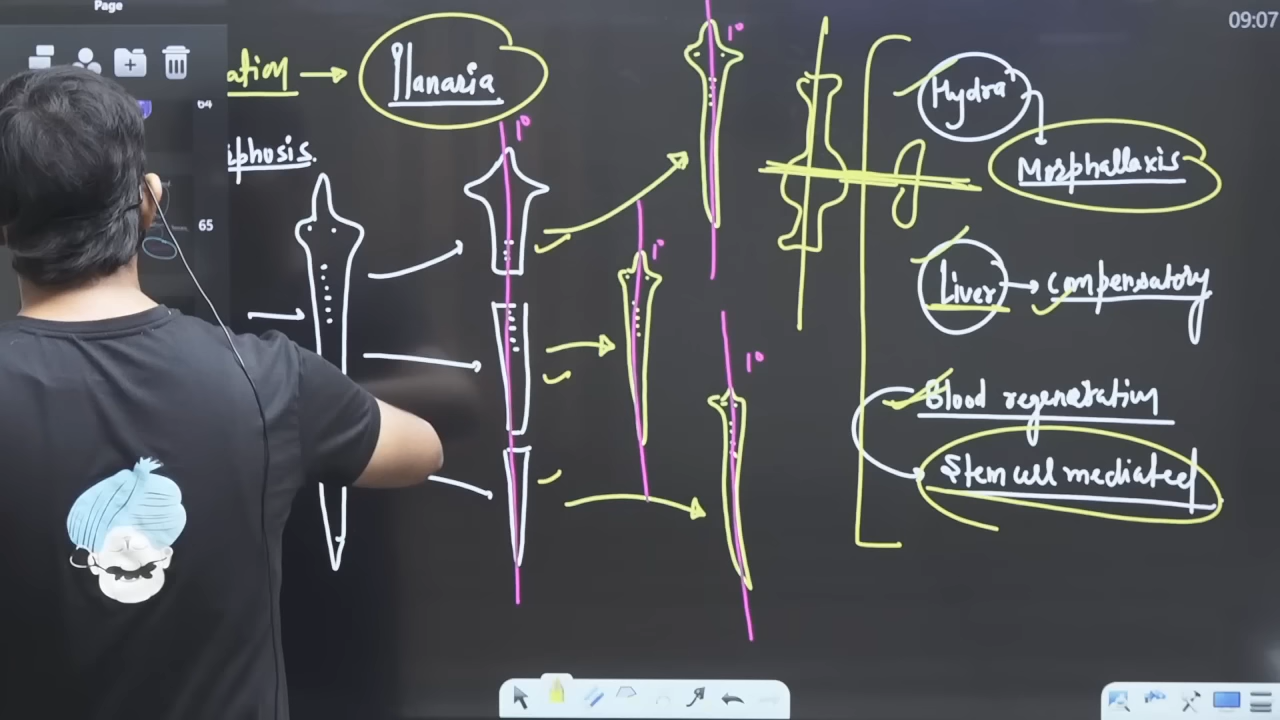 Page
09:07
ation → Planaria
64
phosis.
65
1°
1°
1°
1°
Hydra
Morphallaxis
Liver → compensatory
Blood regeneration
Stem cell mediated